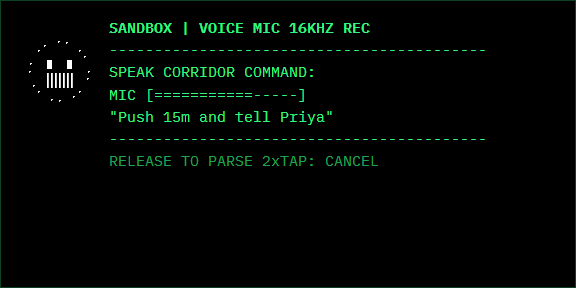 SANDBOX | VOICE MIC 16KHZ REC
------------------------------------------
SPEAK CORRIDOR COMMAND:
MIC [===========-----]
"Push 15m and tell Priya"
------------------------------------------
RELEASE TO PARSE 2xTAP: CANCEL